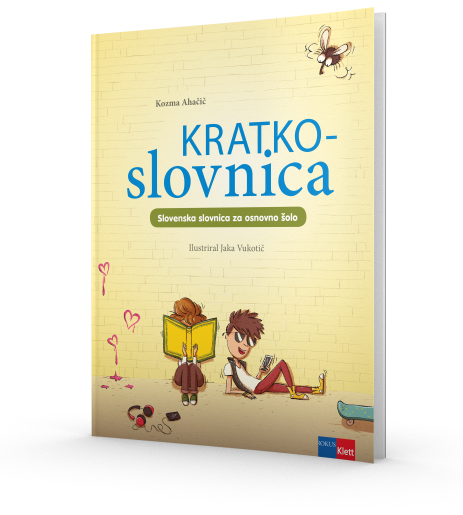 Kozma Ahačič
KRATKO-
slovnica
Slovenska slovnica za osnovno šolo
Ilustriral Jaka Vukotić
ROKUS
Klett